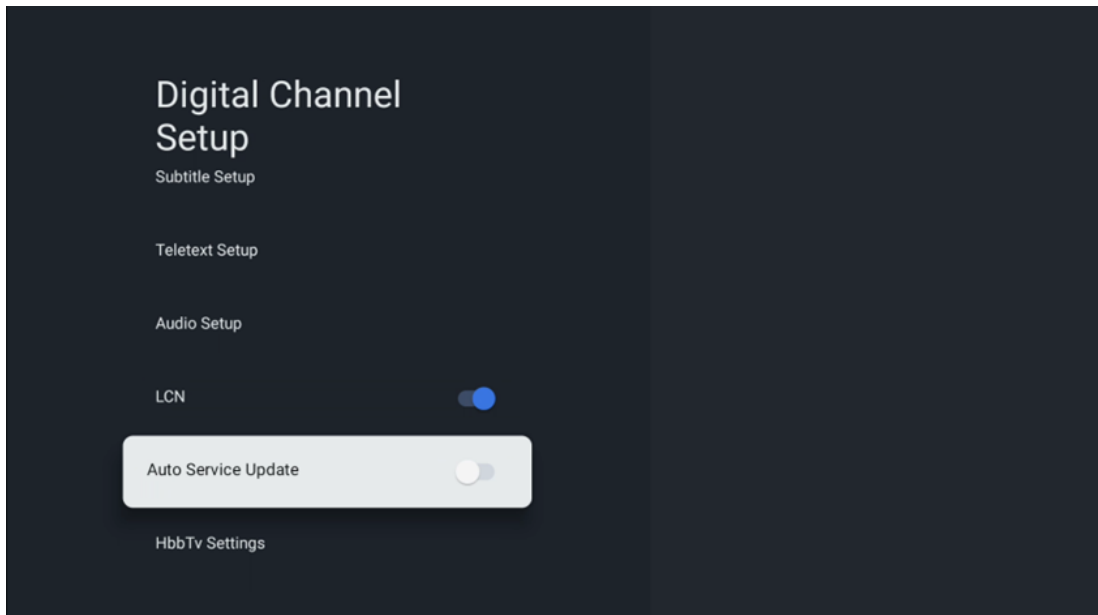 Digital Channel
Setup
Subtitle Setup
Teletext Setup
Audio Setup
LCN
Auto Service Update
HbbTv Settings